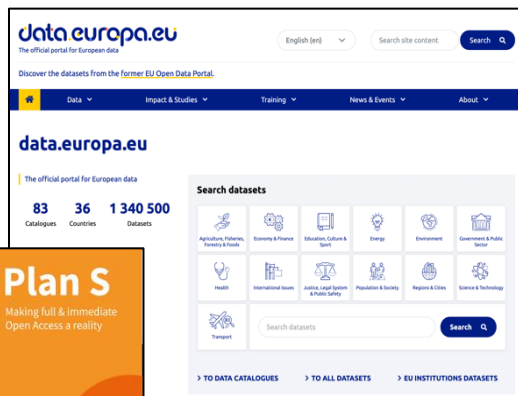 data.europa.eu
The official portal for European data
English (en)
Search site content
Search
Discover the datasets from the former EU Open Data Portal.
Data
Impact & Studies
Training
News & Events
About
data.europa.eu
The official portal for European data
83
Catalogues
36
Countries
1 340 500
Datasets
Search datasets
Agriculture, Fisheries,
Forestry & Foods
Economy & Finance
Education, Culture &
Sport
Energy
Environment
Government & Public
Sector
Health
International Issues
Justice, Legal System
& Public Safety
Population & Society
Regions & Cities
Science & Technology
Transport
Search datasets
Search
> TO DATA CATALOGUES
> TO ALL DATASETS
> EU INSTITUTIONS DATASETS
Plan S
Making full & immediate
Open Access a reality